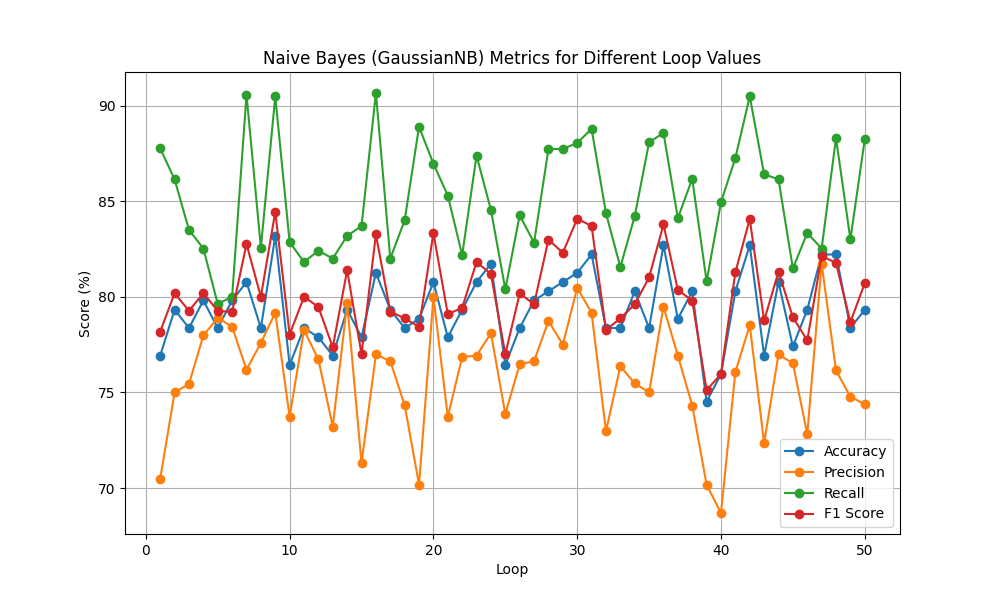 Naive Bayes (GaussianNB) Metrics for Different Loop Values
Score (%)
90
85
80
75
70
0 10 20 30 40 50
Loop
Accuracy
Precision
Recall
F1 Score